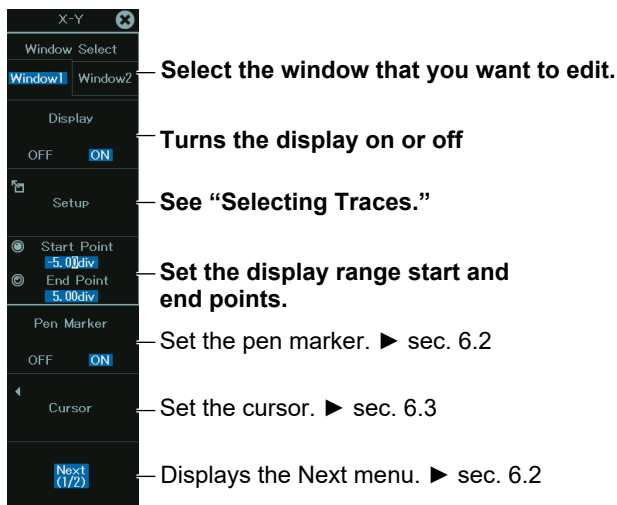 X-Y
Window Select
Window1 Window2
Select the window that you want to edit.
Display
OFF ON
Turns the display on or off
Setup
See “Selecting Traces.”
Start Point
-5.00div
End Point
5.00div
Set the display range start and
end points.
Pen Marker
OFF ON
Set the pen marker. ► sec. 6.2
Cursor
Set the cursor. ► sec. 6.3
Next
(1/2)
Displays the Next menu. ► sec. 6.2